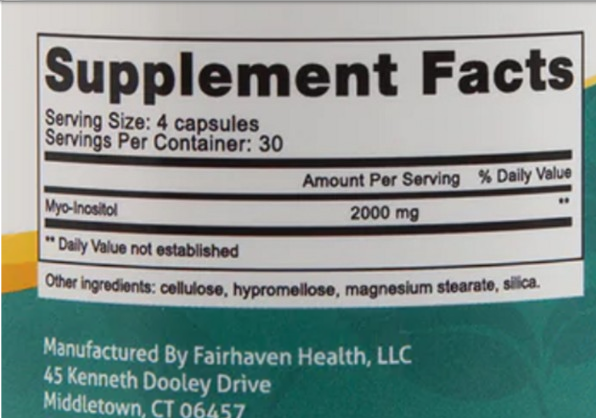 Supplement Facts
Serving Size: 4 capsules
Servings Per Container: 30
Amount Per Serving % Daily Value
Myo-Inositol 2000 mg **
** Daily Value not established
Other ingredients: cellulose, hypromellose, magnesium stearate, silica.
Manufactured By Fairhaven Health, LLC
45 Kenneth Dooley Drive
Middletown, CT 06457